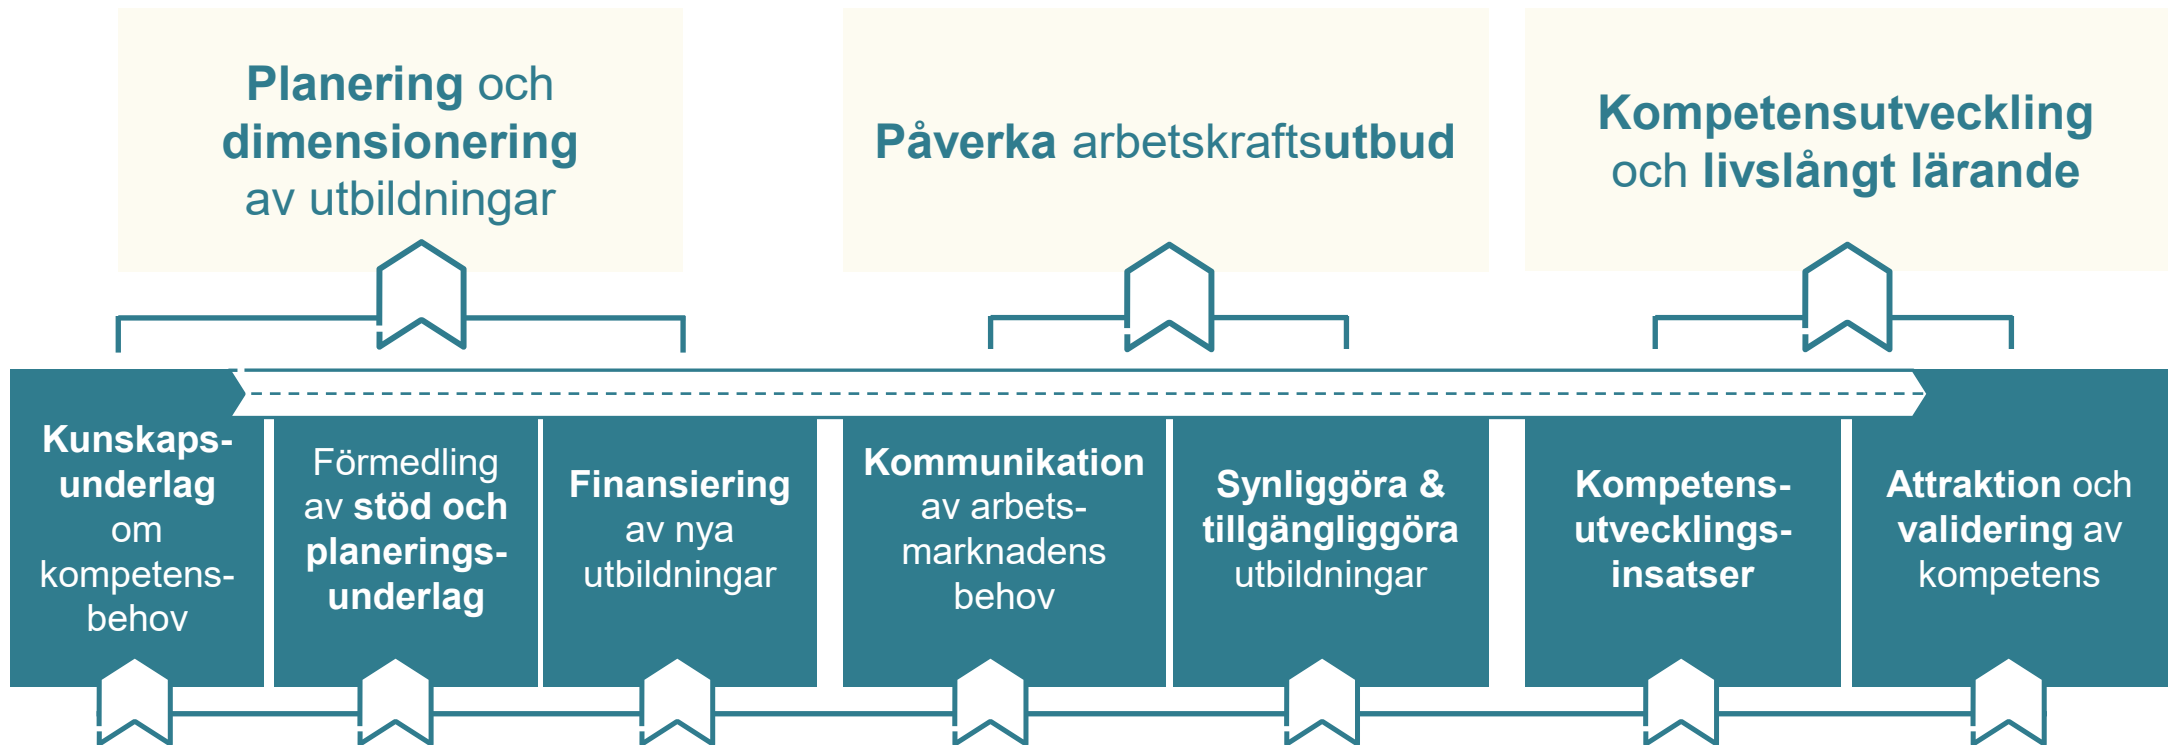 Planering och
dimensionering
av utbildningar
Påverka arbetskraftsutbud
Kompetensutveckling
och livslångt lärande
Kunskaps-
underlag
om
kompetens-
behov
Förmedling
av stöd och
planerings-
underlag
Finansiering
av nya
utbildningar
Kommunikation
av arbets-
marknadens
behov
Synliggöra &
tillgängliggöra
utbildningar
Kompetens-
utvecklings-
insatser
Attraktion och
validering av
kompetens